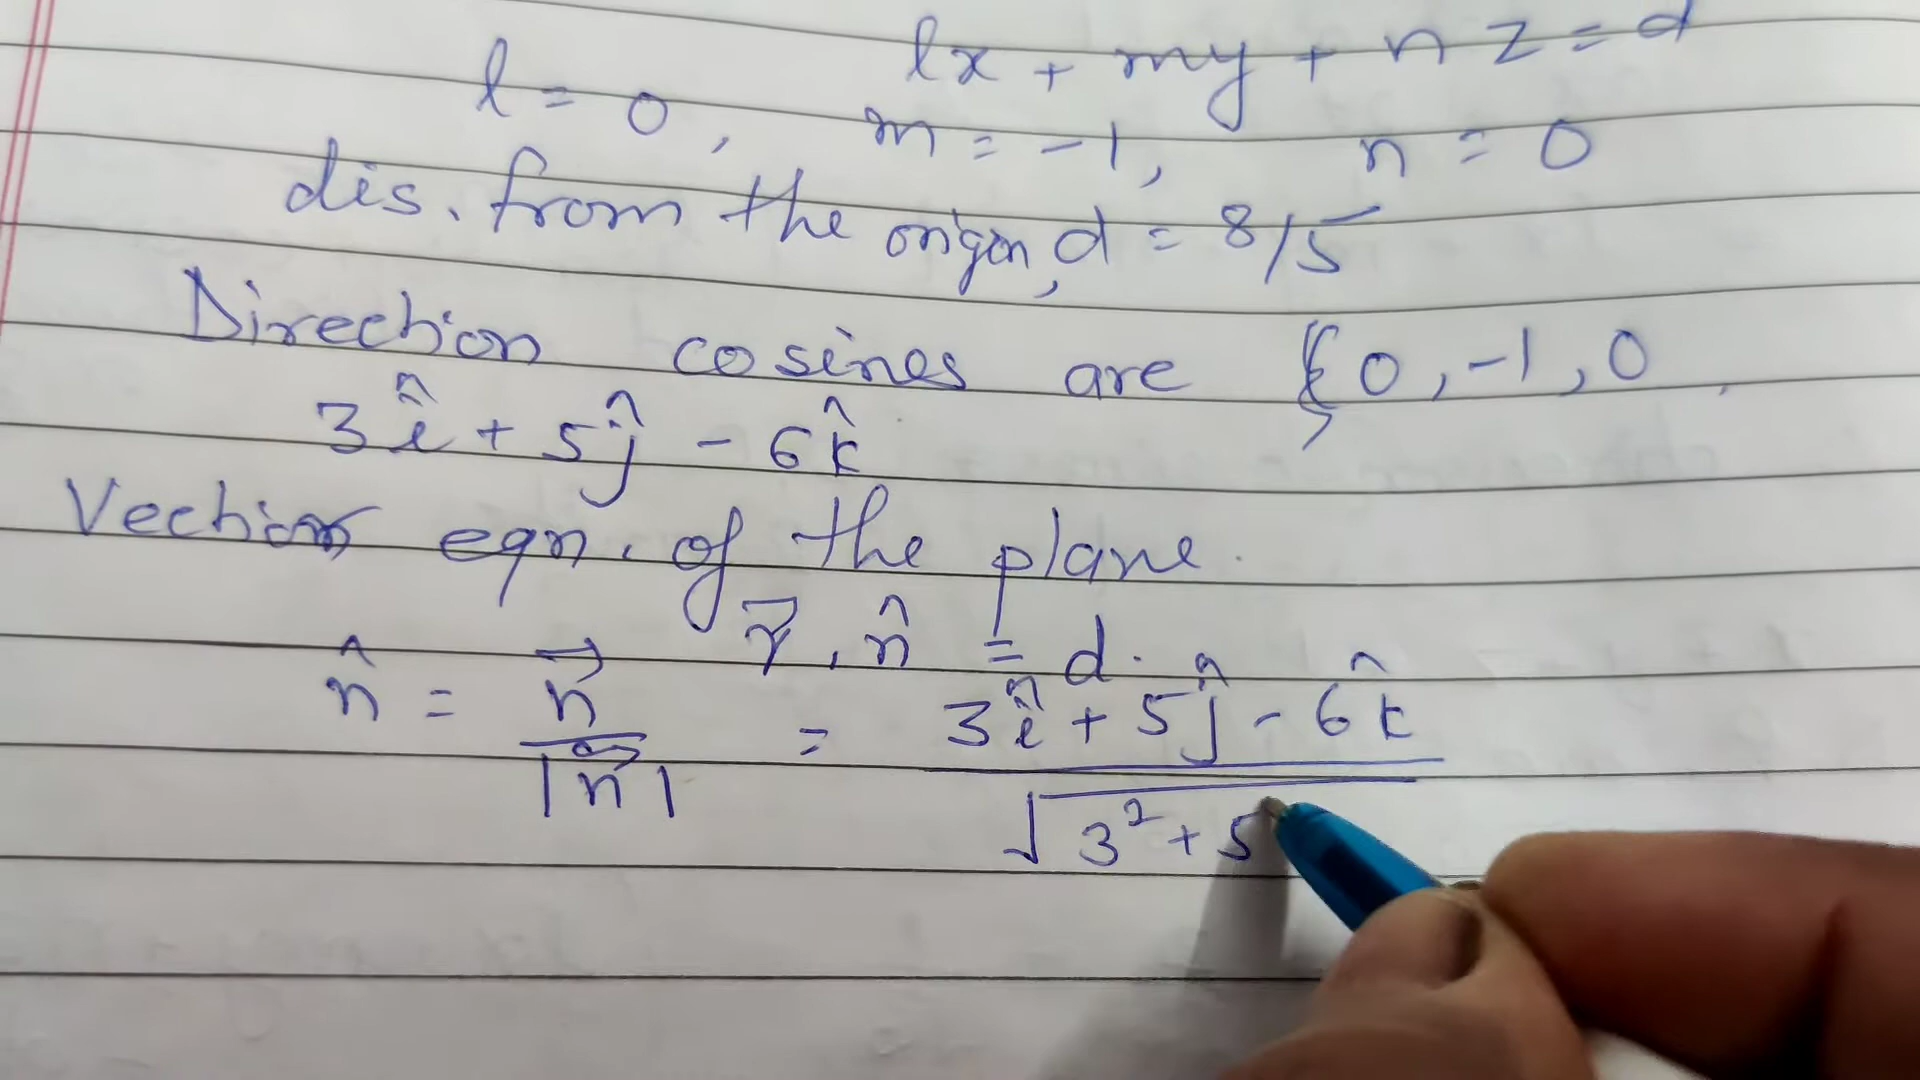 lx + my + nz = d
l = 0, m = -1, n = 0
dis. from the origin, d = 8/5
Direction cosines are 0, -1, 0
3î + 5ĵ - 6k̂
Vector eqn. of the plane.
r⃗ . n̂ = d.
n̂ = n⃗ / |n⃗| = 3î + 5ĵ - 6k̂ / √3² + 5